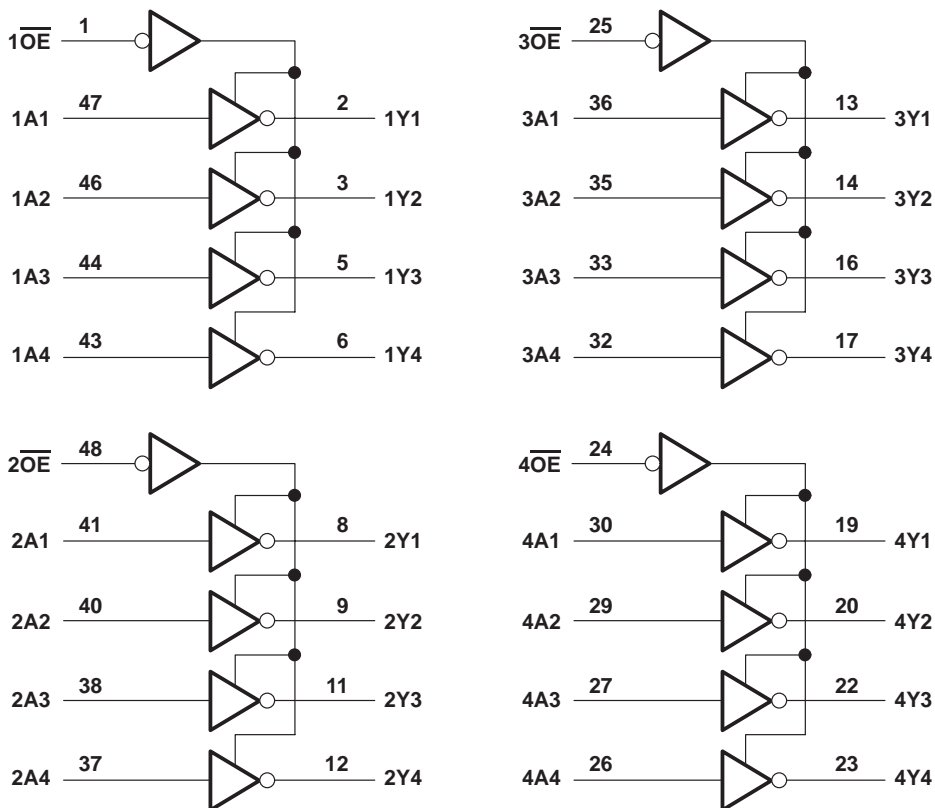 1OE 1
1A1 47 2 1Y1
1A2 46 3 1Y2
1A3 44 5 1Y3
1A4 43 6 1Y4
3OE 25
3A1 36 13 3Y1
3A2 35 14 3Y2
3A3 33 16 3Y3
3A4 32 17 3Y4
2OE 48
2A1 41 8 2Y1
2A2 40 9 2Y2
2A3 38 11 2Y3
2A4 37 12 2Y4
4OE 24
4A1 30 19 4Y1
4A2 29 20 4Y2
4A3 27 22 4Y3
4A4 26 23 4Y4